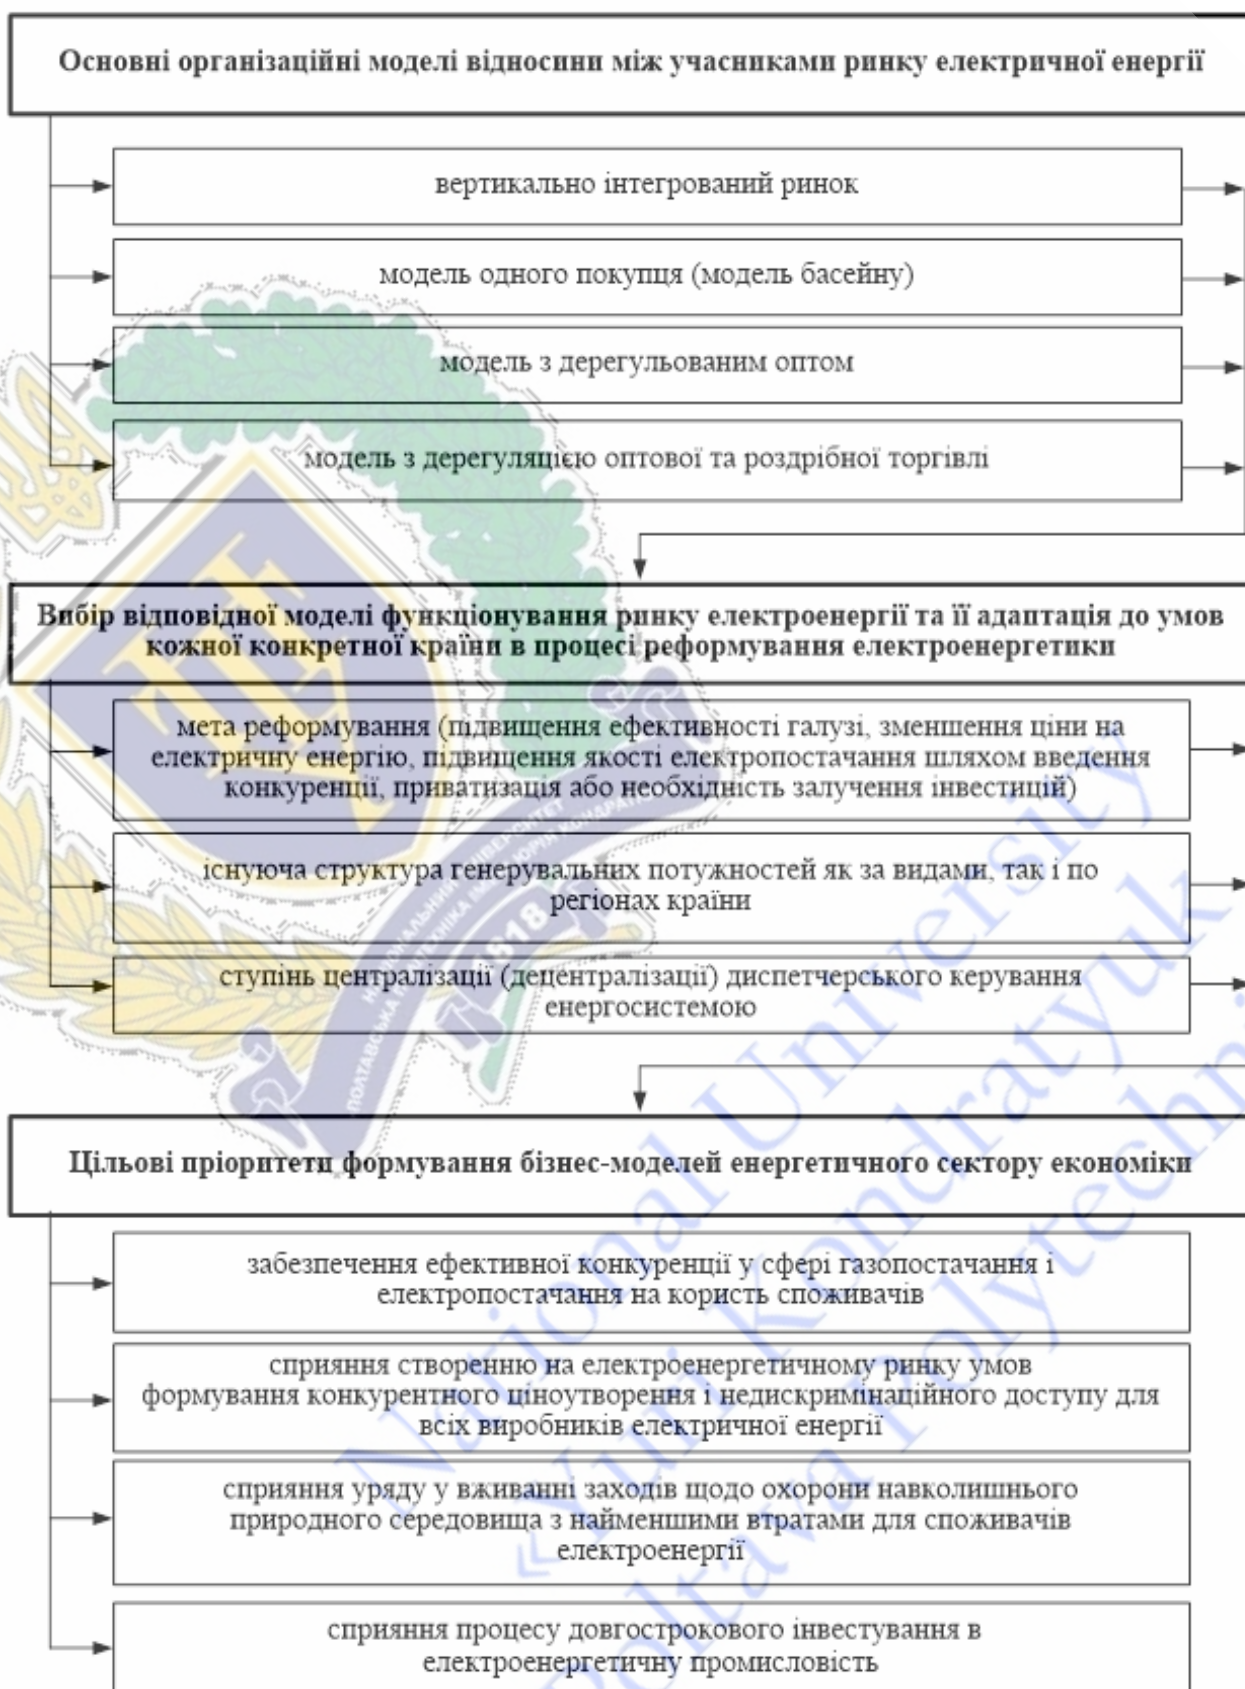 Основні організаційні моделі відносини між учасниками ринку електричної енергії
вертикально інтегрований ринок
модель одного покупця (модель басейну)
модель з дерегульованим оптом
модель з дерегуляцією оптової та роздрібної торгівлі
Вибір відповідної моделі функціонування ринку електроенергії та її адаптація до умов
кожної конкретної країни в процесі реформування електроенергетики
мета реформування (підвищення ефективності галузі, зменшення ціни на
електричну енергію, підвищення якості електропостачання шляхом введення
конкуренції, приватизація або необхідність залучення інвестицій)
існуюча структура генерувальних потужностей як за видами, так і по
регіонах країни
ступінь централізації (децентралізації) диспетчерського керування
енергосистемою
Цільові пріоритети формування бізнес-моделей енергетичного сектору економіки
забезпечення ефективної конкуренції у сфері газопостачання і
електропостачання на користь споживачів
сприяння створенню на електроенергетичному ринку умов
формування конкурентного ціноутворення і недискримінаційного доступу для
всіх виробників електричної енергії
сприяння уряду у вживанні заходів щодо охорони навколишнього
природного середовища з найменшими втратами для споживачів
електроенергії
сприяння процесу довгострокового інвестування в
електроенергетичну промисловість
1818
National University
«Yuri Kondratyuk
Poltava